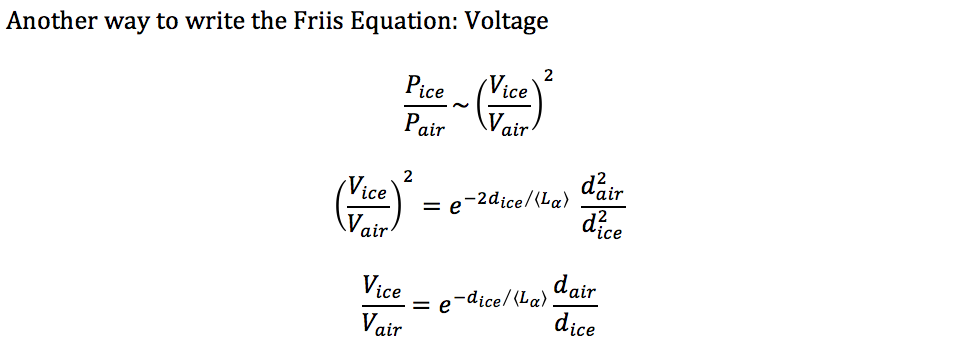 Another way to write the Friis Equation: Voltage
P_ice / P_air ~ (V_ice / V_air)^2
(V_ice / V_air)^2 = e^{-2d_ice/⟨L_α⟩} d_air^2 / d_ice^2
V_ice / V_air = e^{-d_ice/⟨L_α⟩} d_air / d_ice